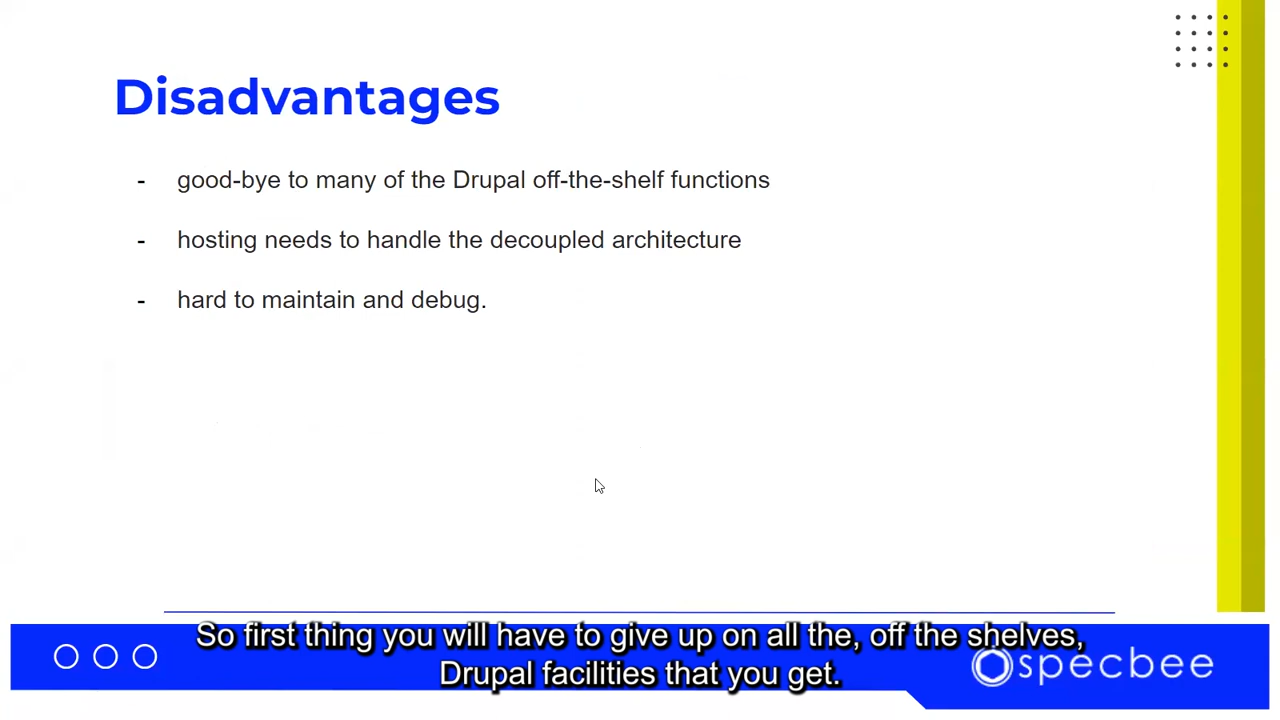 Disadvantages
- good-bye to many of the Drupal off-the-shelf functions
- hosting needs to handle the decoupled architecture
- hard to maintain and debug.
So first thing you will have to give up on all the, off the shelves,
Drupal facilities that you get.
specbee